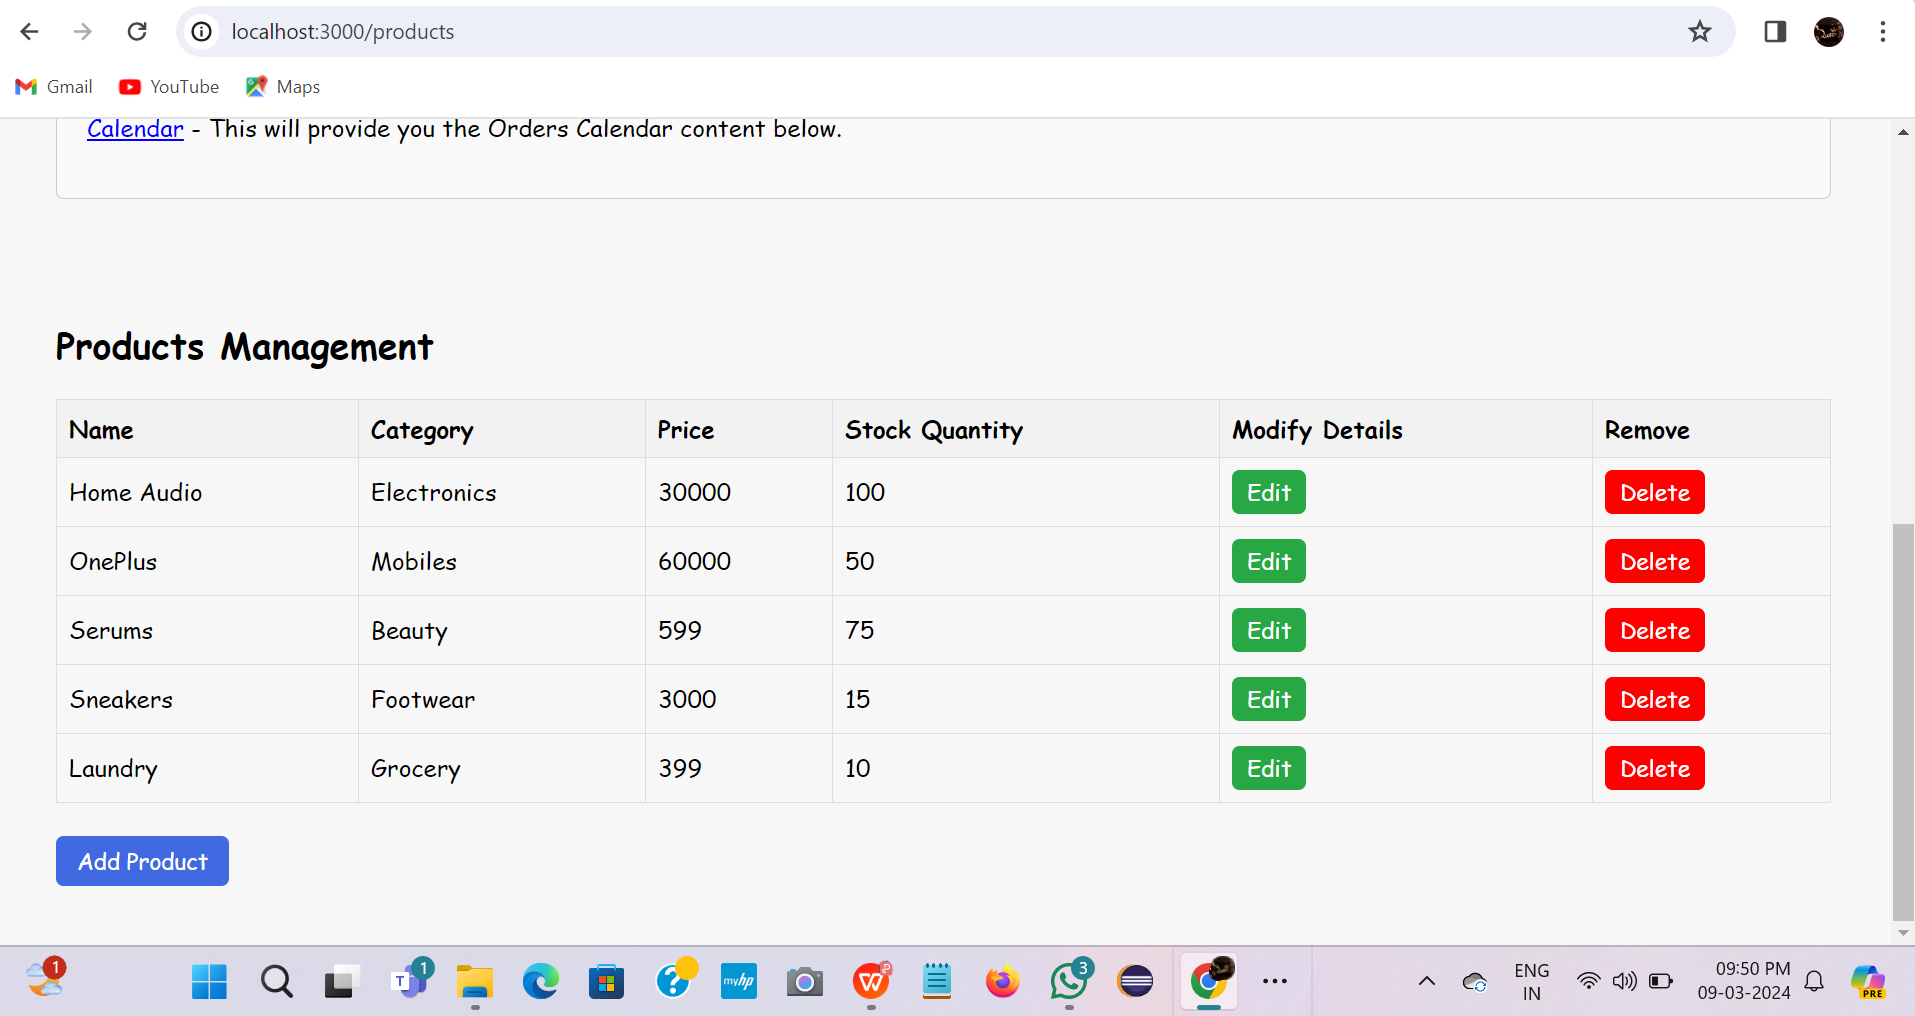 localhost:3000/products
Gmail YouTube Maps
Calendar - This will provide you the Orders Calendar content below.
Products Management
Name Category Price Stock Quantity Modify Details Remove
Home Audio Electronics 30000 100 Edit Delete
OnePlus Mobiles 60000 50 Edit Delete
Serums Beauty 599 75 Edit Delete
Sneakers Footwear 3000 15 Edit Delete
Laundry Grocery 399 10 Edit Delete
Add Product
1 T 1 ? myhp W 3 ENG 09:50 PM
IN 09-03-2024 PRE